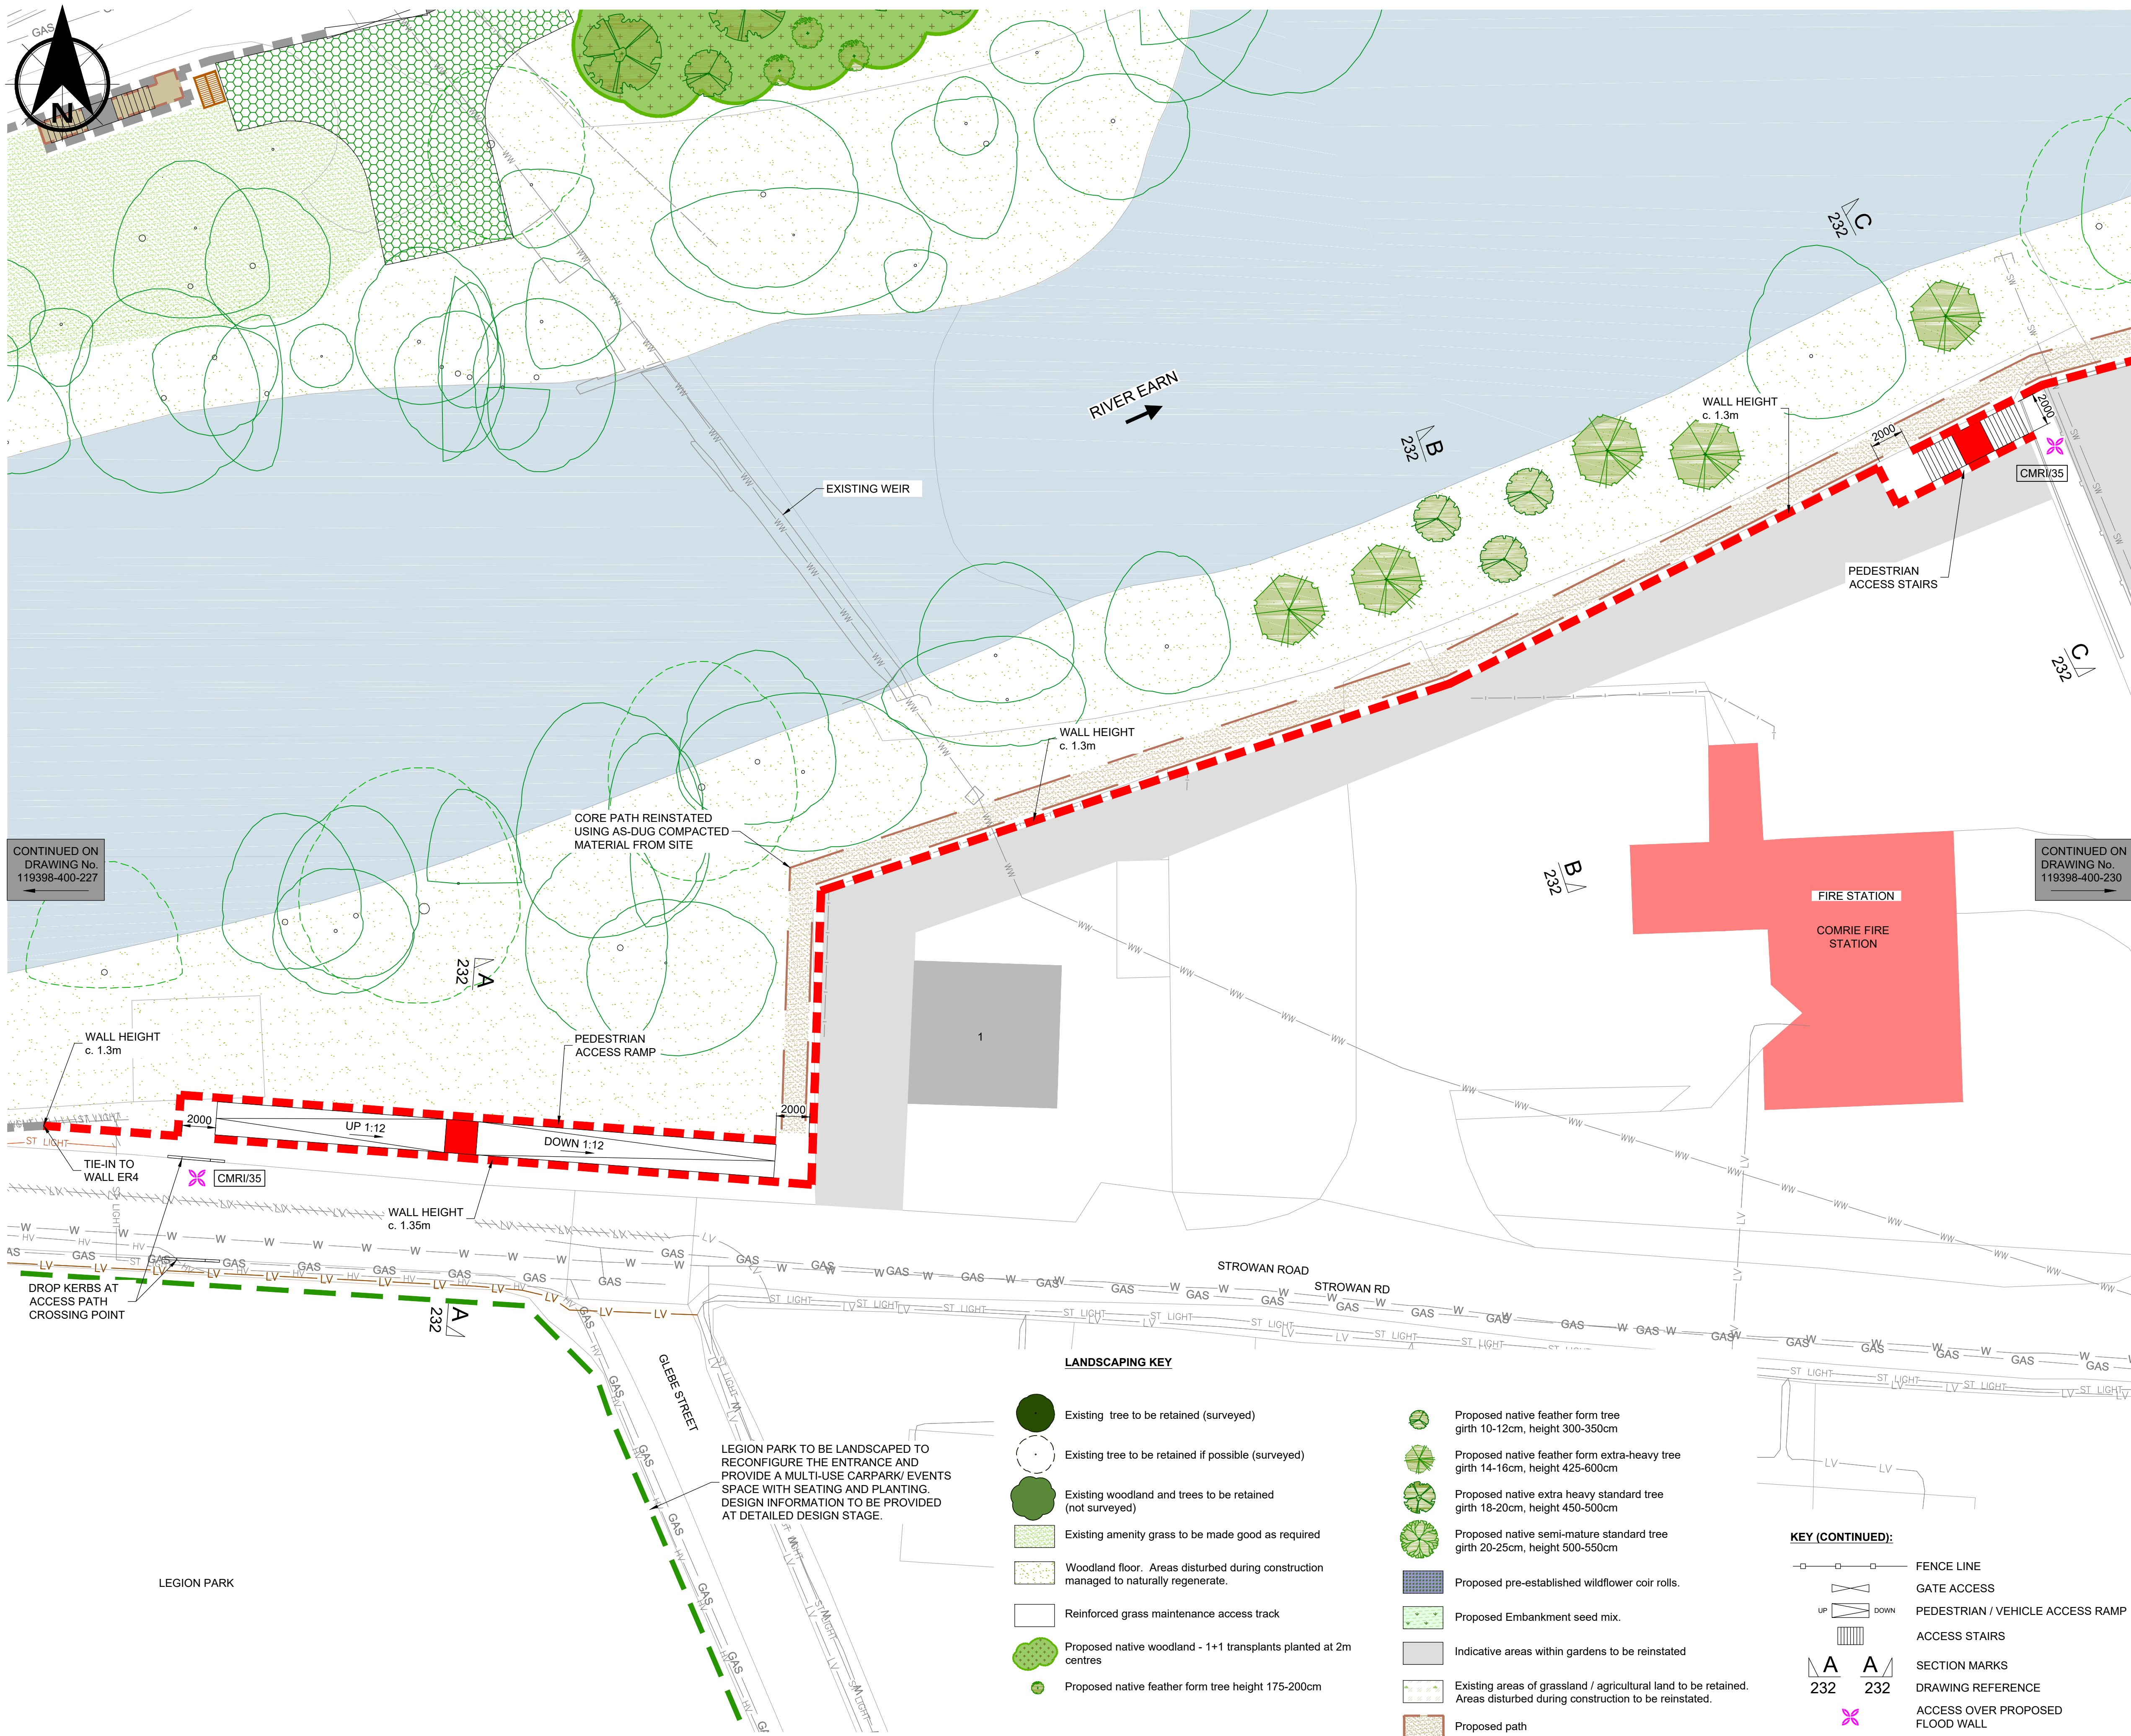 GAS
N
RIVER EARN
C
232
B
232
WALL HEIGHT
c. 1.3m
2000
2000
CMRI/35
EXISTING WEIR
PEDESTRIAN
ACCESS STAIRS
C
232
WALL HEIGHT
c. 1.3m
CORE PATH REINSTATED
USING AS-DUG COMPACTED
MATERIAL FROM SITE
CONTINUED ON
DRAWING No.
119398-400-227
CONTINUED ON
DRAWING No.
119398-400-230
B
232
FIRE STATION
COMRIE FIRE
STATION
A
232
WALL HEIGHT
c. 1.3m
PEDESTRIAN
ACCESS RAMP
1
2000
UP 1:12
DOWN 1:12
2000
ST LIGHT
TIE-IN TO
WALL ER4
CMRI/35
WALL HEIGHT
c. 1.35m
DROP KERBS AT
ACCESS PATH
CROSSING POINT
A
232
STROWAN ROAD
STROWAN RD
GLEBE STREET
LEGION PARK TO BE LANDSCAPED TO
RECONFIGURE THE ENTRANCE AND
PROVIDE A MULTI-USE CARPARK/ EVENTS
SPACE WITH SEATING AND PLANTING.
DESIGN INFORMATION TO BE PROVIDED
AT DETAILED DESIGN STAGE.
LEGION PARK
LANDSCAPING KEY
Existing tree to be retained (surveyed)
Existing tree to be retained if possible (surveyed)
Existing woodland and trees to be retained
(not surveyed)
Existing amenity grass to be made good as required
Woodland floor. Areas disturbed during construction
managed to naturally regenerate.
Reinforced grass maintenance access track
Proposed native woodland - 1+1 transplants planted at 2m
centres
Proposed native feather form tree height 175-200cm
Proposed native feather form tree
girth 10-12cm, height 300-350cm
Proposed native feather form extra-heavy tree
girth 14-16cm, height 425-600cm
Proposed native extra heavy standard tree
girth 18-20cm, height 450-500cm
Proposed native semi-mature standard tree
girth 20-25cm, height 500-550cm
Proposed pre-established wildflower coir rolls.
Proposed Embankment seed mix.
Indicative areas within gardens to be reinstated
Existing areas of grassland / agricultural land to be retained.
Areas disturbed during construction to be reinstated.
Proposed path
KEY (CONTINUED):
FENCE LINE
GATE ACCESS
UP DOWN PEDESTRIAN / VEHICLE ACCESS RAMP
ACCESS STAIRS
A A SECTION MARKS
232 232 DRAWING REFERENCE
ACCESS OVER PROPOSED
FLOOD WALL